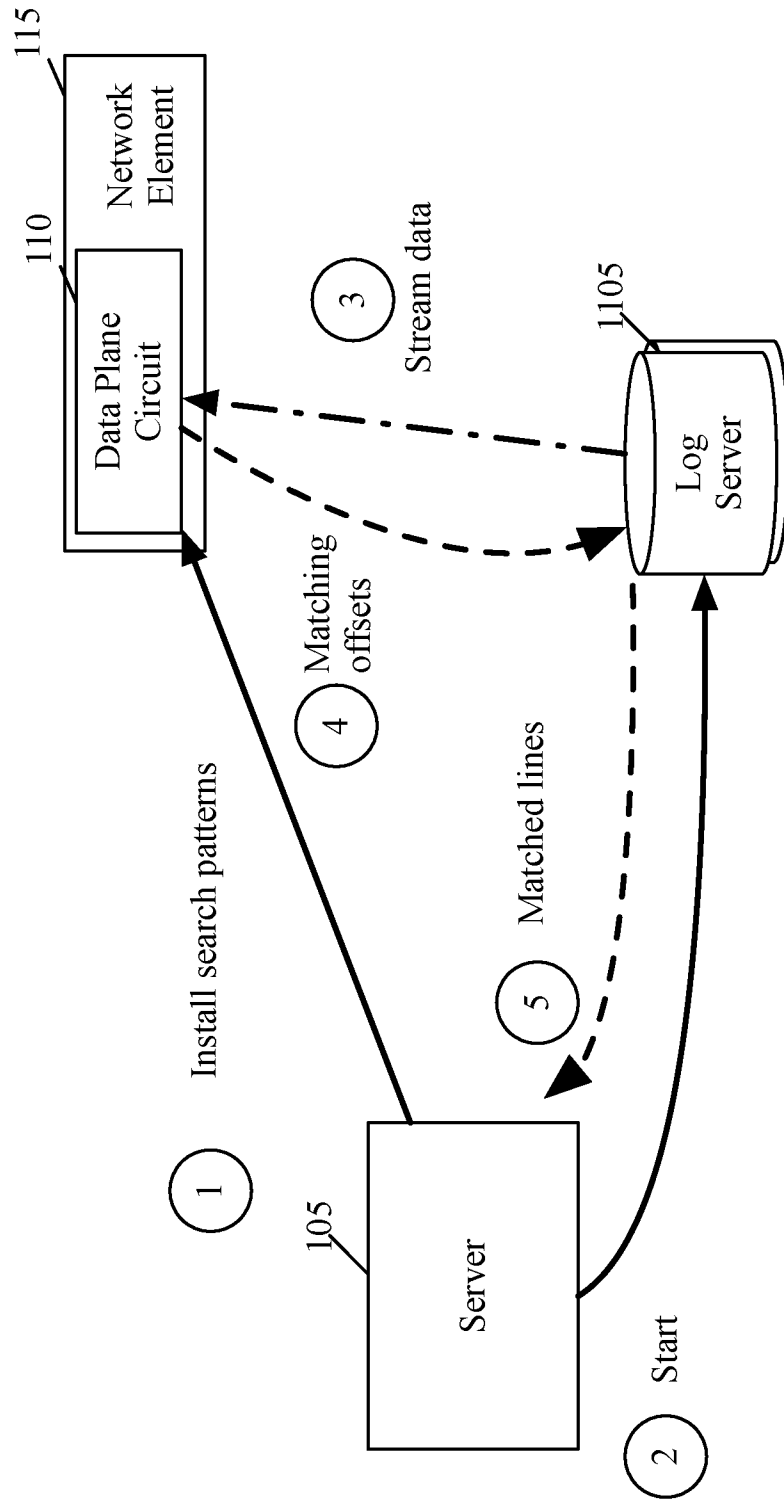 1
Install search patterns
110
115
Data Plane
Circuit
Network
Element
105
Server
4
Matching
offsets
3
Stream data
5
Matched lines
2
Start
1105
Log
Server